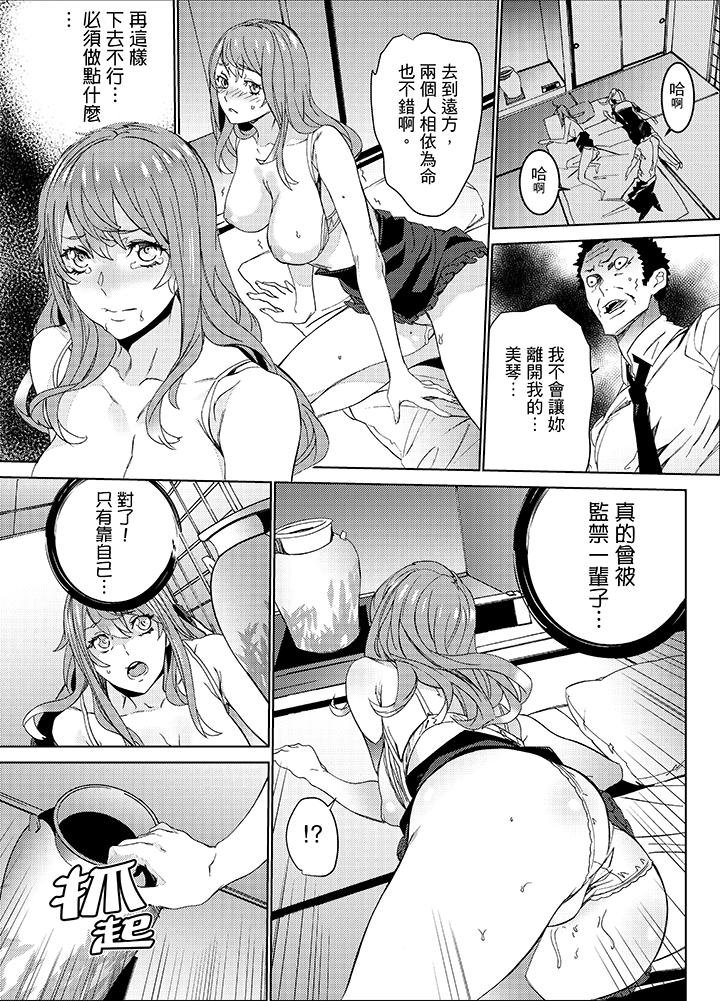 哈啊
哈啊
我不會讓妳
離開我的⋯
美琴⋯
去到遠方，
兩個人相依為命
也不錯啊。
再這樣
下去不行⋯
必須做點什麼
⋯
真的會被
監禁一輩子⋯
!?
對了！
只有靠自己⋯
抓起